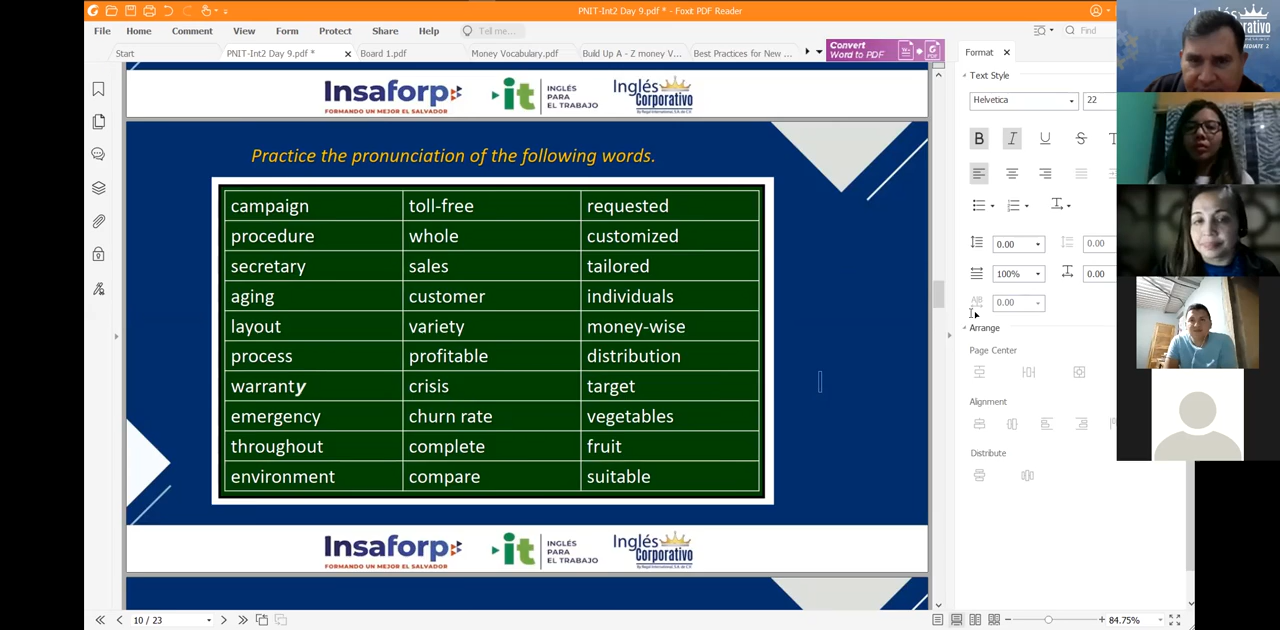 PNIT-Int2 Day 9.pdf * - Foxit PDF Reader
File Home Comment View Form Protect Share Help Tell me... Find
Start PNIT-Int2 Day 9.pdf * Board 1.pdf Money Vocabulary.pdf Build Up A - Z money V... Best Practices for New ...
Convert
Word to PDF
Insaforp
FORMANDO UN MEJOR EL SALVADOR
it INGLÉS
PARA
EL TRABAJO
Inglés
Corporativo
Practice the pronunciation of the following words.
campaign toll-free requested
procedure whole customized
secretary sales tailored
aging customer individuals
layout variety money-wise
process profitable distribution
warranty crisis target
emergency churn rate vegetables
throughout complete fruit
environment compare suitable
Insaforp
FORMANDO UN MEJOR EL SALVADOR
it INGLÉS
PARA
EL TRABAJO
Inglés
Corporativo
10 / 23
84.75%
Format
Text Style
Helvetica 22
B I U S T
0.00 0.00
100% 0.00
0.00
Arrange
Page Center
Alignment
Distribute